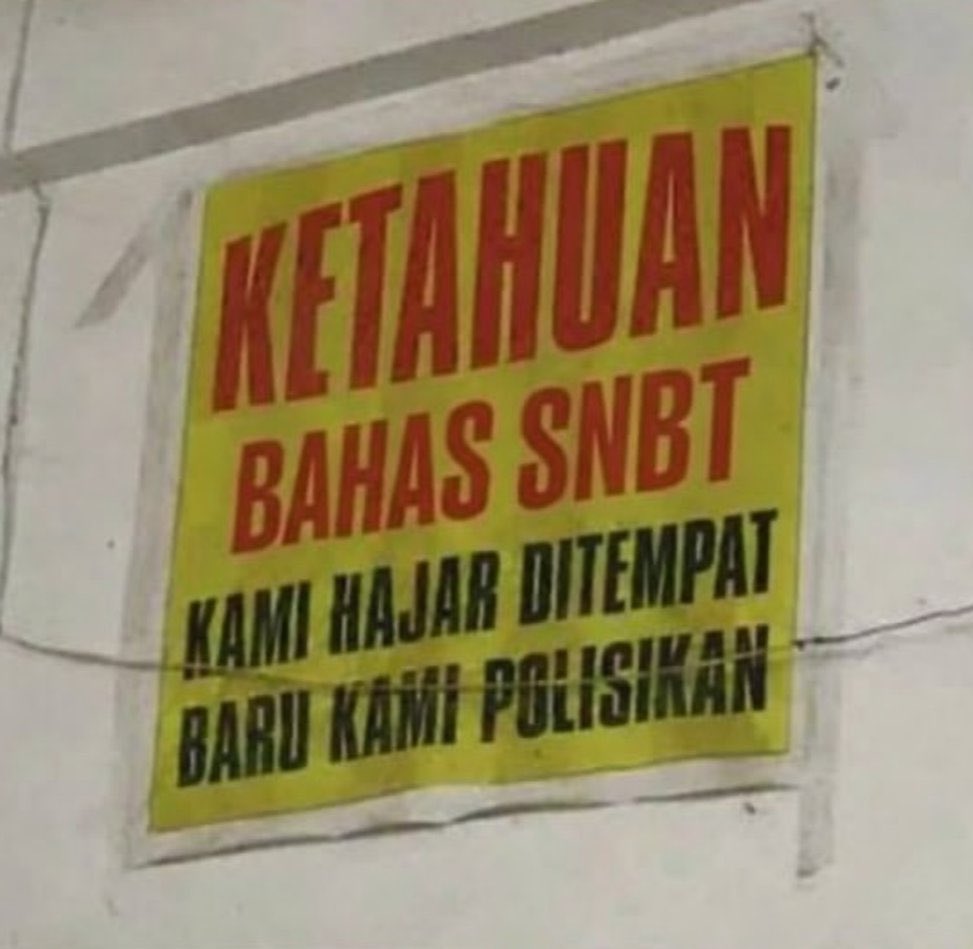 KETAHUAN
BAHAS SNBT
KAMI HAJAR DITEMPAT
BARU KAMI POLISIKAN